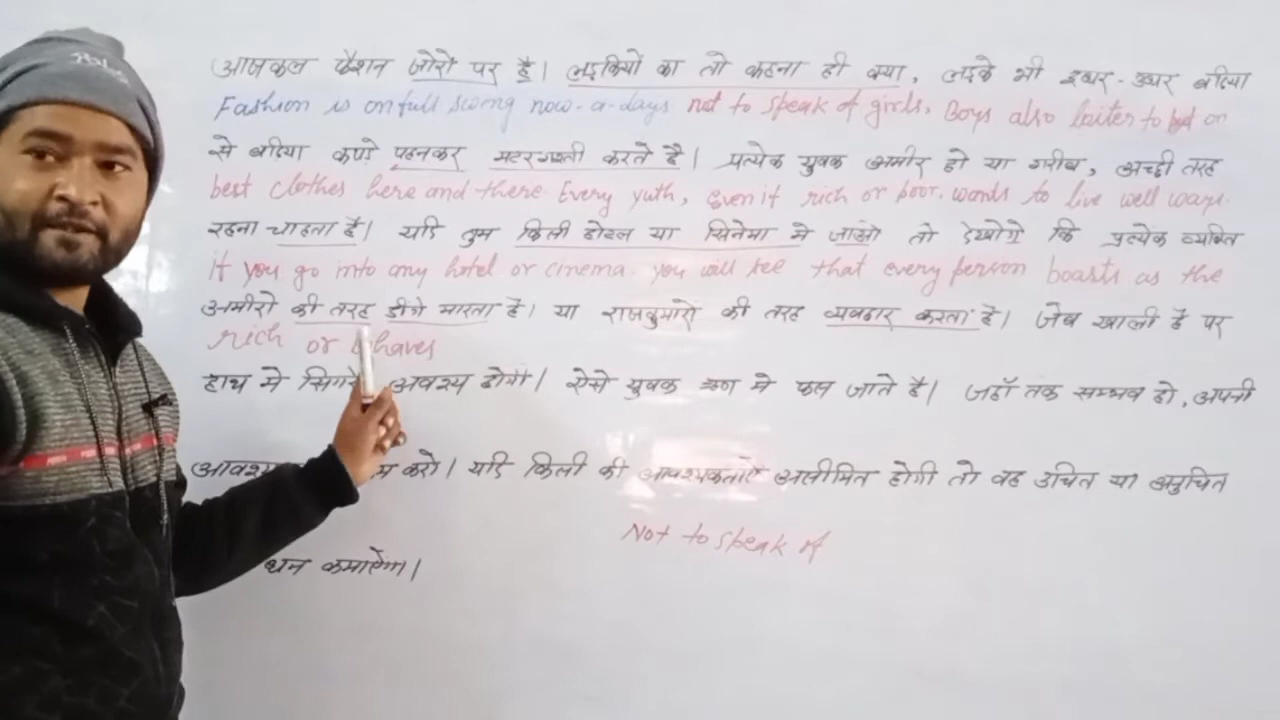 आजकल फैशन जोरो पर है। लड़कियों का तो कहना ही क्या, लड़के भी इधर-उधर बढिया
Fashion is on full swing now-a-days not to speak of girls, Boys also loiter to put on
से बढिया कपडे पहनकर मटरगश्ती करते है। प्रत्येक युवक अमीर हो या गरीब, अच्छी तरह
best clothes here and there. Every yuth, even if rich or poor. wants to live well ways.
रहना चाहता है। यदि तुम किसी होटल या सिनेमा मे जाओ तो देखोगे कि प्रत्येक व्यक्ति
if you go into any hotel or cinema. you will see that every person boasts as the
अमीरो की तरह डींगे मारता है। या राजकुमारो की तरह व्यवहार करता है। जेब खाली है पर
rich or haves
हाथ मे अवश्य होगी। ऐसे युवक ऋण मे फस जाते है। जहाँ तक सम्भव हो, अपनी
करो। यदि किसी की आवश्यकताऐं असीमित होगी तो वह उचित या अनुचित
Not to speak of
धन कमाऐगा।